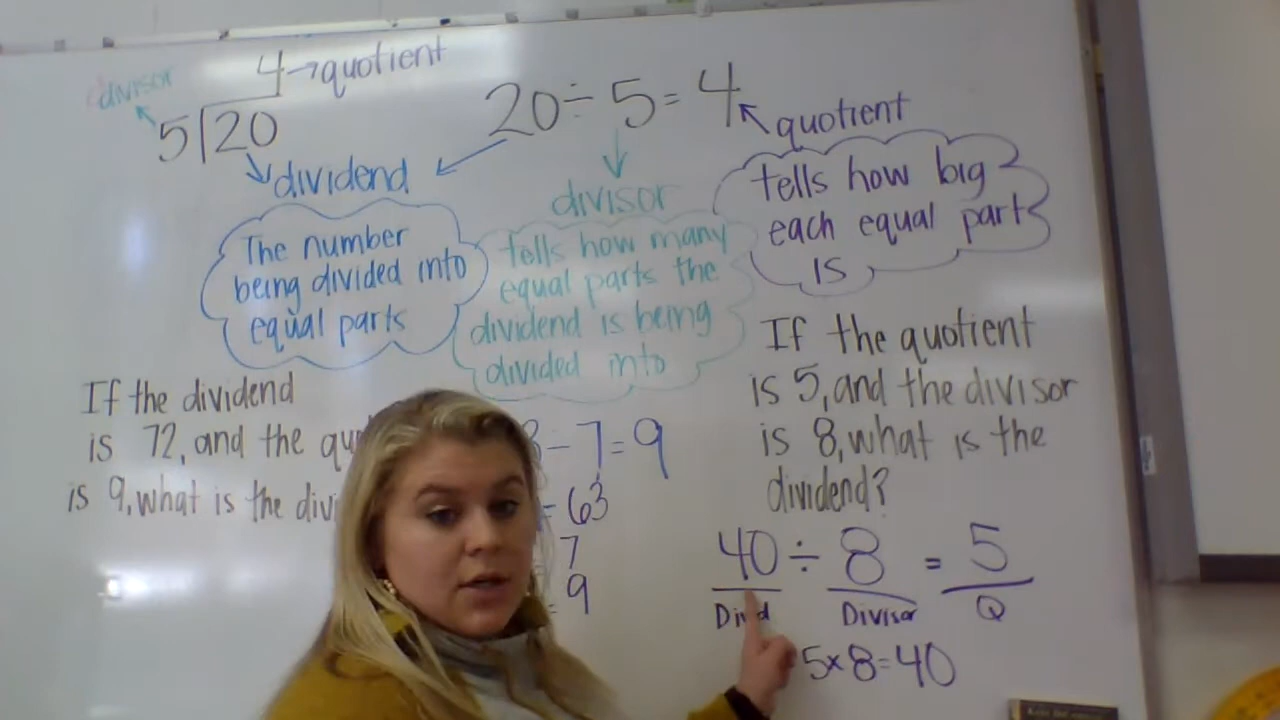 divisor
4→quotient
5)20
dividend
20÷5=4
quotient
divisor
The number
being divided into
equal parts
tells how many
equal parts the
dividend is being
divided into
tells how big
each equal part
is
If the dividend
is 72, and the
is 9, what is the
-7=9
=63
7
=9
If the quotient
is 5, and the divisor
is 8, what is the
dividend?
40÷8=5
Divisor Q
5×8=40